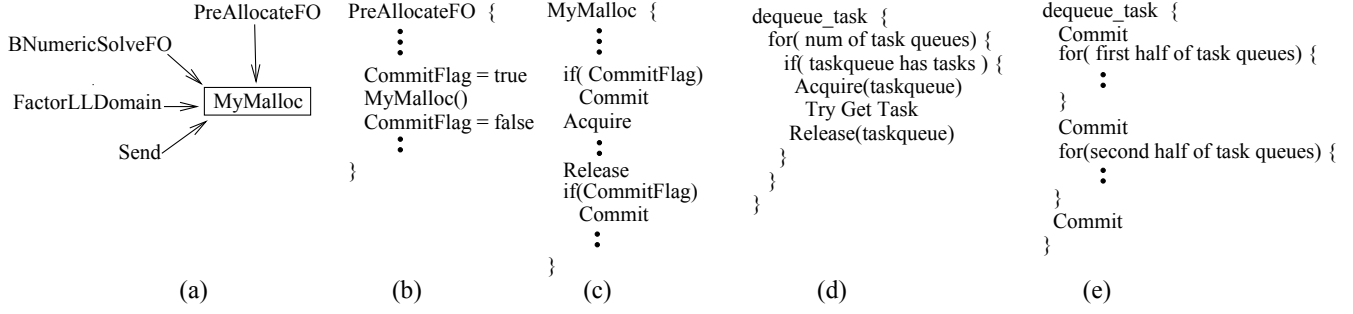 PreAllocateFO
BNumericSolveFO
FactorLLDomain
MyMalloc
Send
(a)
PreAllocateFO {
CommitFlag = true
MyMalloc()
CommitFlag = false
}
(b)
MyMalloc {
if( CommitFlag)
Commit
Acquire
Release
if(CommitFlag)
Commit
}
(c)
dequeue_task {
for( num of task queues) {
if( taskqueue has tasks ) {
Acquire(taskqueue)
Try Get Task
Release(taskqueue)
}
}
}
(d)
dequeue_task {
Commit
for( first half of task queues) {
}
Commit
for(second half of task queues) {
}
Commit
}
(e)